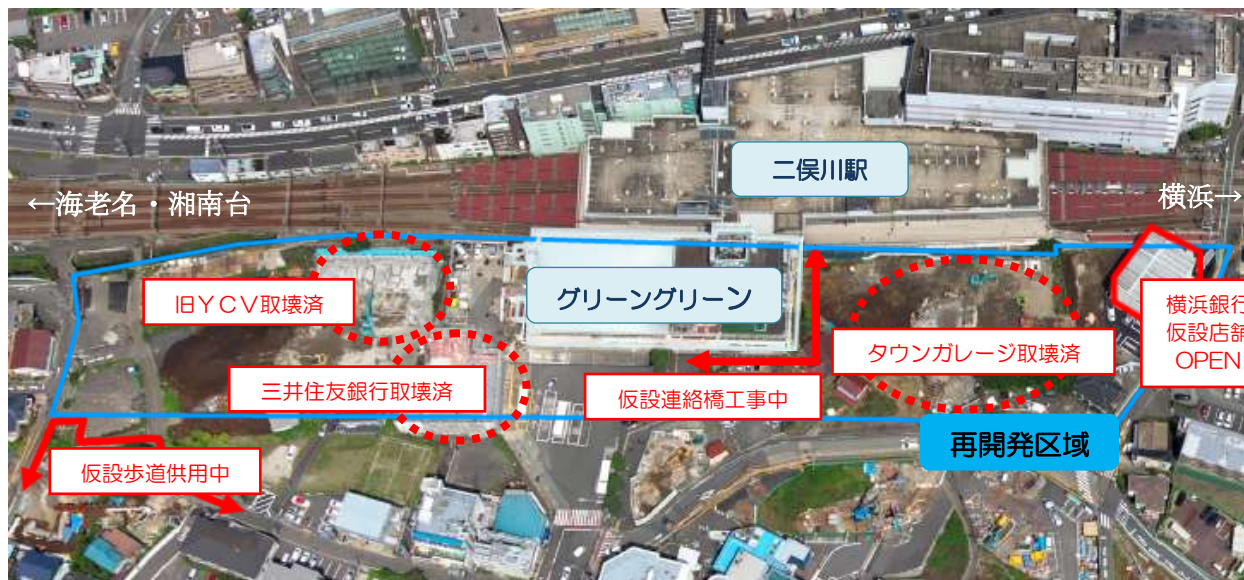 二俣川駅
←海老名・湘南台
横浜→
グリーングリーン
旧YCV取壊済
横浜銀行
仮設店舗
OPEN
タウンガレージ取壊済
三井住友銀行取壊済
仮設連絡橋工事中
再開発区域
仮設歩道供用中